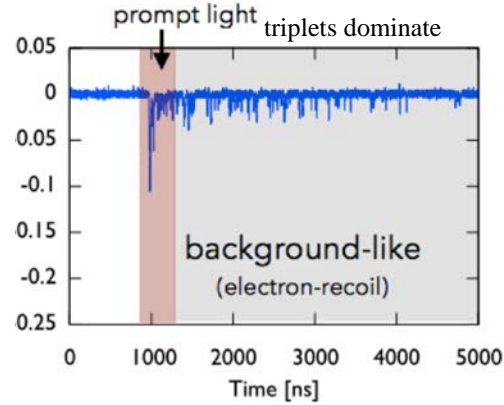 prompt light triplets dominate
0.05
0
-0.05
-0.1
-0.15
-0.2
0.25
background-like
(electron-recoil)
0 1000 2000 3000 4000 5000
Time [ns]